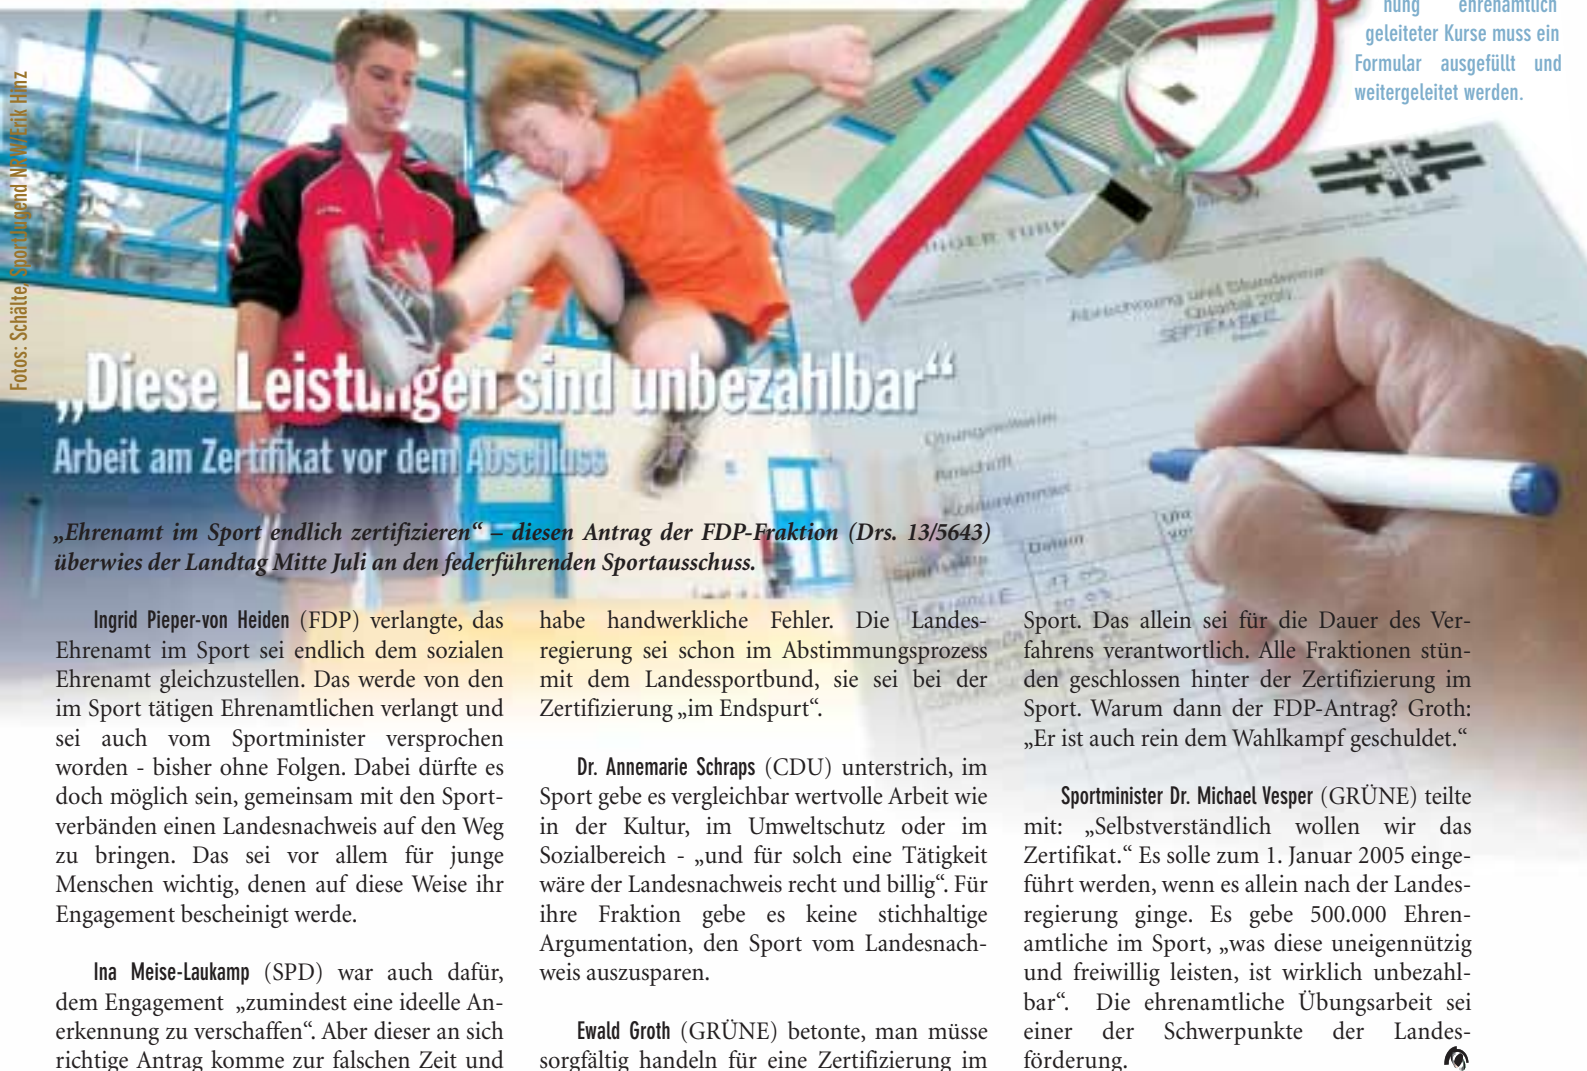 nung ehrenamtlich
geleiteter Kurse muss ein
Formular ausgefüllt und
weitergeleitet werden.
Fotos: Schälte, SportJugend NRW/Erik Hinz
Abrechnung und
Quartal
SEPTEMBER
Datum
„Diese Leistungen sind unbezahlbar“
Arbeit am Zertifikat vor dem Abschluss
„Ehrenamt im Sport endlich zertifizieren“ – diesen Antrag der FDP-Fraktion (Drs. 13/5643)
überwies der Landtag Mitte Juli an den federführenden Sportausschuss.
Ingrid Pieper-von Heiden (FDP) verlangte, das
Ehrenamt im Sport sei endlich dem sozialen
Ehrenamt gleichzustellen. Das werde von den
im Sport tätigen Ehrenamtlichen verlangt und
sei auch vom Sportminister versprochen
worden - bisher ohne Folgen. Dabei dürfte es
doch möglich sein, gemeinsam mit den Sport-
verbänden einen Landesnachweis auf den Weg
zu bringen. Das sei vor allem für junge
Menschen wichtig, denen auf diese Weise ihr
Engagement bescheinigt werde.
Ina Meise-Laukamp (SPD) war auch dafür,
dem Engagement „zumindest eine ideelle An-
erkennung zu verschaffen“. Aber dieser an sich
richtige Antrag komme zur falschen Zeit und
habe handwerkliche Fehler. Die Landes-
regierung sei schon im Abstimmungsprozess
mit dem Landessportbund, sie sei bei der
Zertifizierung „im Endspurt“.
Dr. Annemarie Schraps (CDU) unterstrich, im
Sport gebe es vergleichbar wertvolle Arbeit wie
in der Kultur, im Umweltschutz oder im
Sozialbereich - „und für solch eine Tätigkeit
wäre der Landesnachweis recht und billig“. Für
ihre Fraktion gebe es keine stichhaltige
Argumentation, den Sport vom Landesnach-
weis auszusparen.
Ewald Groth (GRÜNE) betonte, man müsse
sorgfältig handeln für eine Zertifizierung im
Sport. Das allein sei für die Dauer des Ver-
fahrens verantwortlich. Alle Fraktionen stün-
den geschlossen hinter der Zertifizierung im
Sport. Warum dann der FDP-Antrag? Groth:
„Er ist auch rein dem Wahlkampf geschuldet.“
Sportminister Dr. Michael Vesper (GRÜNE) teilte
mit: „Selbstverständlich wollen wir das
Zertifikat.“ Es solle zum 1. Januar 2005 einge-
führt werden, wenn es allein nach der Landes-
regierung ginge. Es gebe 500.000 Ehren-
amtliche im Sport, „was diese uneigennützig
und freiwillig leisten, ist wirklich unbezahl-
bar“. Die ehrenamtliche Übungsarbeit sei
einer der Schwerpunkte der Landes-
förderung.